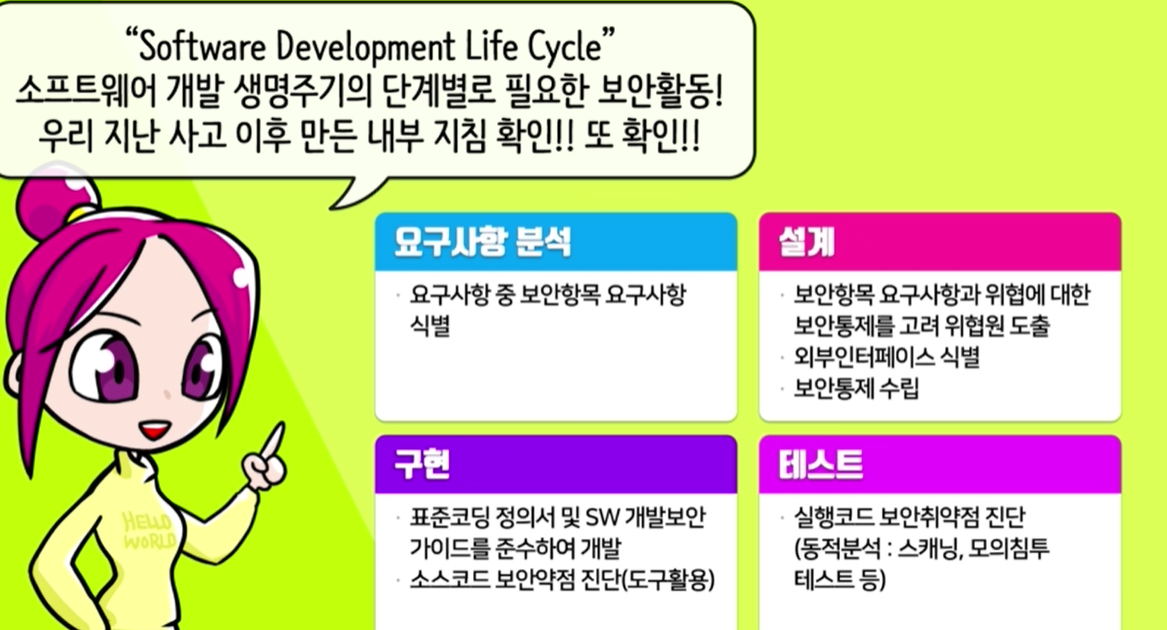 “Software Development Life Cycle”
소프트웨어 개발 생명주기의 단계별로 필요한 보안활동!
우리 지난 사고 이후 만든 내부 지침 확인!! 또 확인!!
요구사항 분석
· 요구사항 중 보안항목 요구사항
식별
설계
· 보안항목 요구사항과 위협에 대한
보안통제를 고려 위협원 도출
· 외부인터페이스 식별
· 보안통제 수립
구현
· 표준코딩 정의서 및 SW 개발보안
가이드를 준수하여 개발
· 소스코드 보안약점 진단(도구활용)
테스트
· 실행코드 보안취약점 진단
(동적분석 : 스캐닝, 모의침투
테스트 등)
HELLO
WORLD